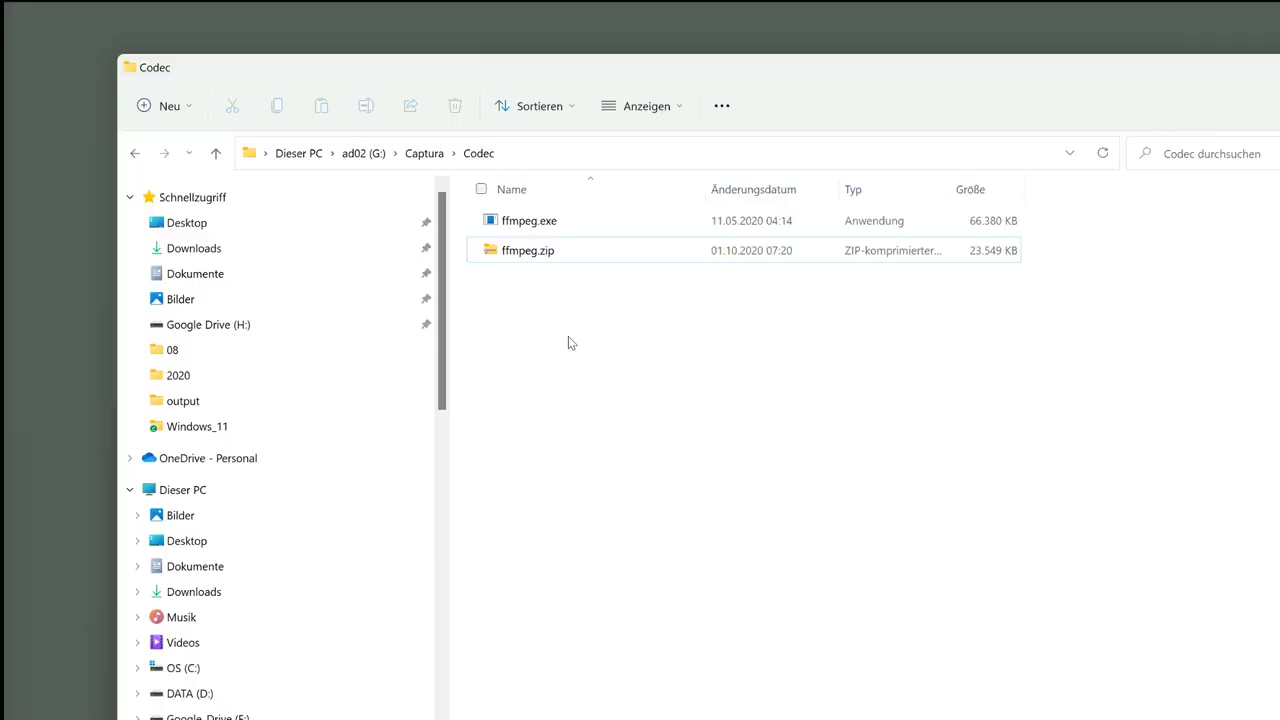 Codec
Neu
Sortieren
Anzeigen
Dieser PC
ad02 (G:)
Captura
Codec
Codec durchsuchen
Name
Änderungsdatum
Typ
Größe
ffmpeg.exe
11.05.2020 04:14
Anwendung
66.380 KB
ffmpeg.zip
01.10.2020 07:20
ZIP-komprimierter...
23.549 KB
Schnellzugriff
Desktop
Downloads
Dokumente
Bilder
Google Drive (H:)
08
2020
output
Windows_11
OneDrive - Personal
Dieser PC
Bilder
Desktop
Dokumente
Downloads
Musik
Videos
OS (C:)
DATA (D:)
Google Drive (F:)